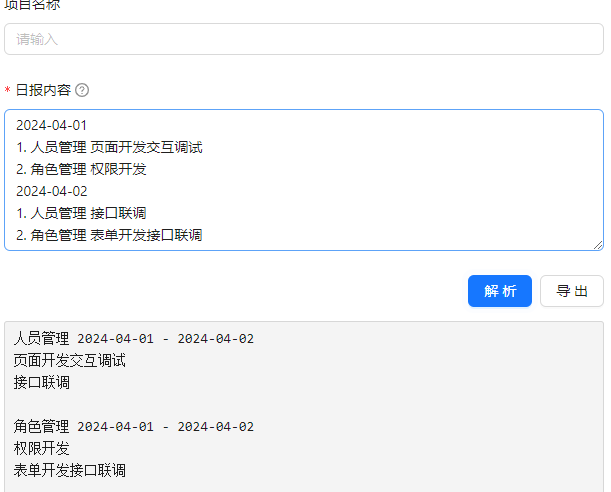 项目名称
请输入
* 日报内容
2024-04-01
1. 人员管理 页面开发交互调试
2. 角色管理 权限开发
2024-04-02
1. 人员管理 接口联调
2. 角色管理 表单开发接口联调
解 析 导 出
人员管理 2024-04-01 - 2024-04-02
页面开发交互调试
接口联调
角色管理 2024-04-01 - 2024-04-02
权限开发
表单开发接口联调